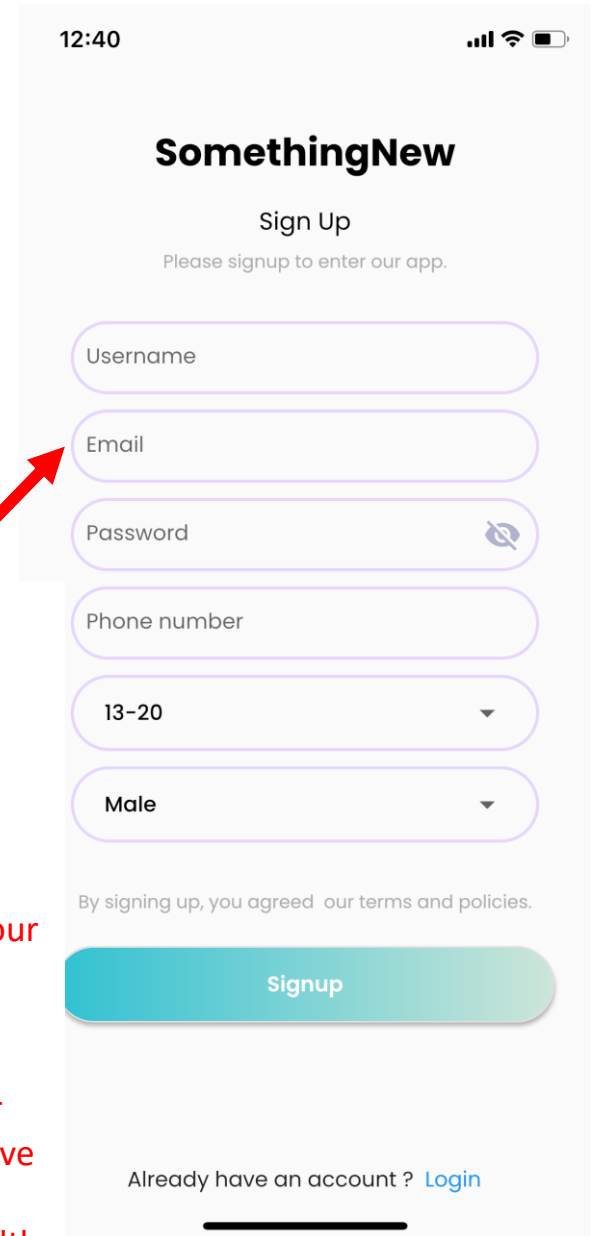 12:40
SomethingNew
Sign Up
Please signup to enter our app.
Username
Email
Password
Phone number
13-20
Male
By signing up, you agreed  our terms and policies.
Signup
Already have an account ? Login